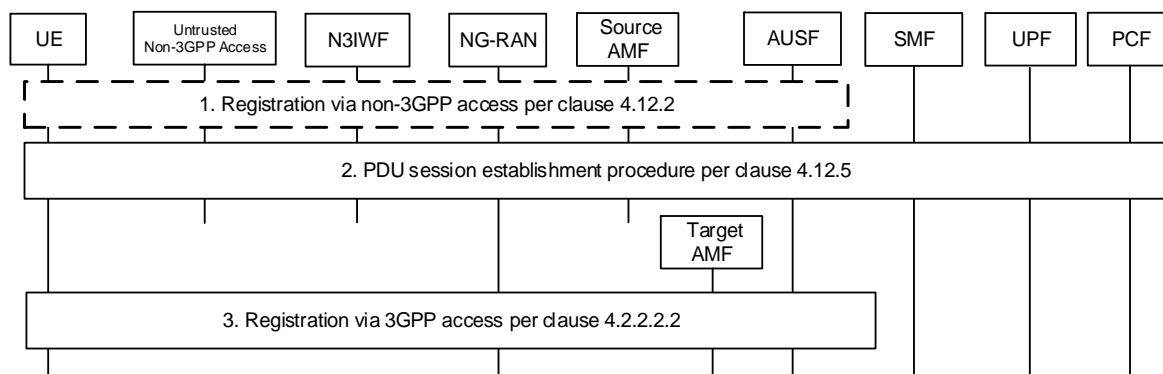 UE
Untrusted
Non-3GPP Access
N3IWF
NG-RAN
Source
AMF
AUSF
SMF
UPF
PCF
1. Registration via non-3GPP access per clause 4.12.2
2. PDU session establishment procedure per clause 4.12.5
Target
AMF
3. Registration via 3GPP access per clause 4.2.2.2.2